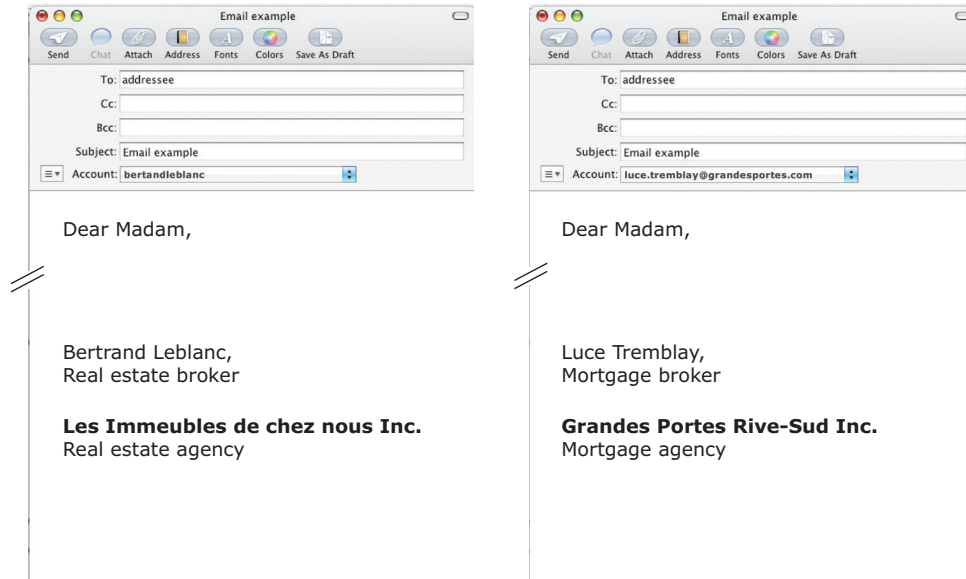 Email example
Send Chat Attach Address Fonts Colors Save As Draft
To: addressee
Cc:
Bcc:
Subject: Email example
Account: bertandleblanc
Dear Madam,
Bertrand Leblanc,
Real estate broker
Les Immeubles de chez nous Inc.
Real estate agency
Email example
Send Chat Attach Address Fonts Colors Save As Draft
To: addressee
Cc:
Bcc:
Subject: Email example
Account: luce.tremblay@grandesportes.com
Dear Madam,
Luce Tremblay,
Mortgage broker
Grandes Portes Rive-Sud Inc.
Mortgage agency